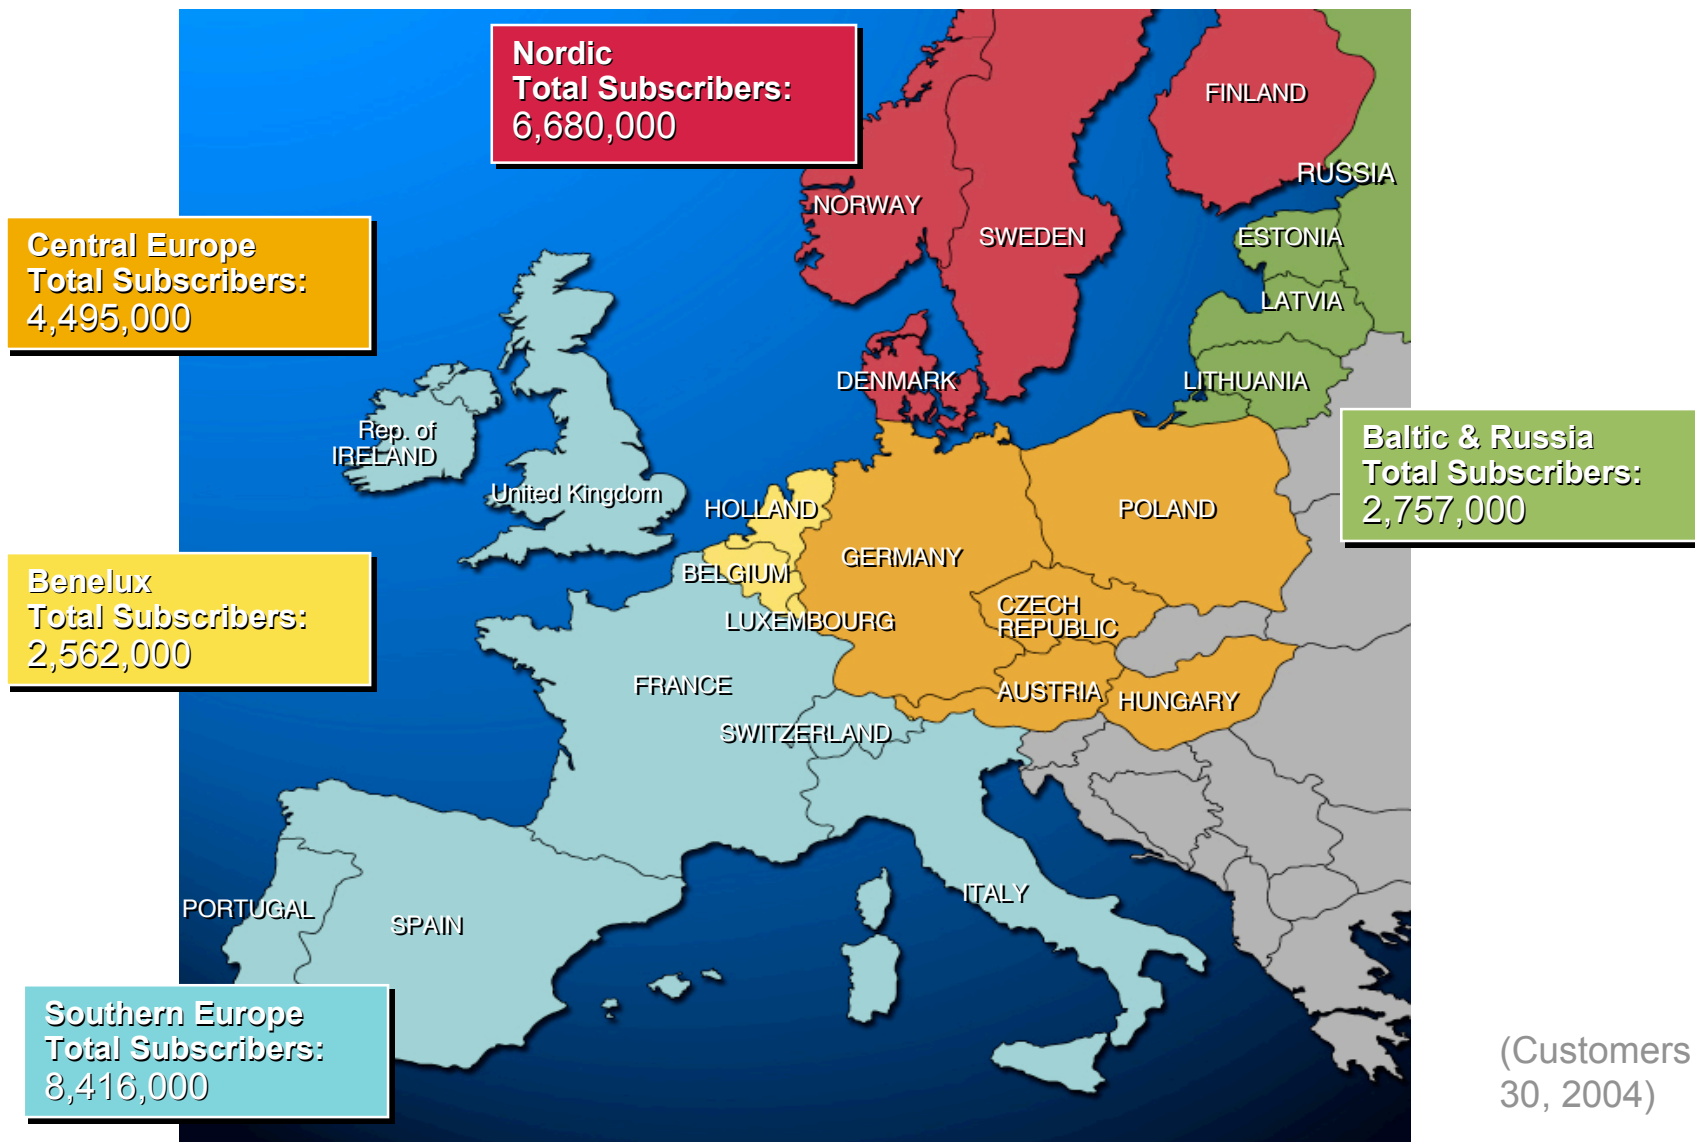 Nordic
Total Subscribers:
6,680,000
FINLAND
RUSSIA
NORWAY
SWEDEN
ESTONIA
Central Europe
Total Subscribers:
4,495,000
LATVIA
DENMARK
LITHUANIA
Rep. of
IRELAND
Baltic & Russia
Total Subscribers:
2,757,000
United Kingdom
HOLLAND
POLAND
GERMANY
BELGIUM
Benelux
Total Subscribers:
2,562,000
CZECH
REPUBLIC
LUXEMBOURG
FRANCE
AUSTRIA
HUNGARY
SWITZERLAND
ITALY
PORTUGAL
SPAIN
Southern Europe
Total Subscribers:
8,416,000
(Customers
30, 2004)